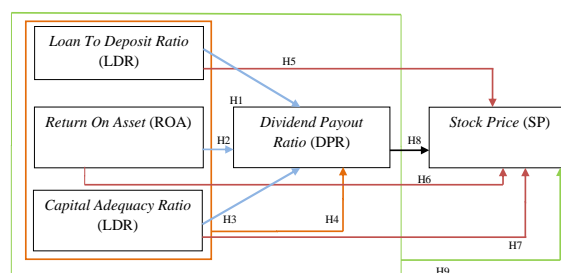 Loan To Deposit Ratio
(LDR)
H5
H1
Return On Asset (ROA)
H2
Dividend Payout
Ratio (DPR)
H8
Stock Price (SP)
H6
Capital Adequacy Ratio
(LDR)
H3
H4
H7
H9